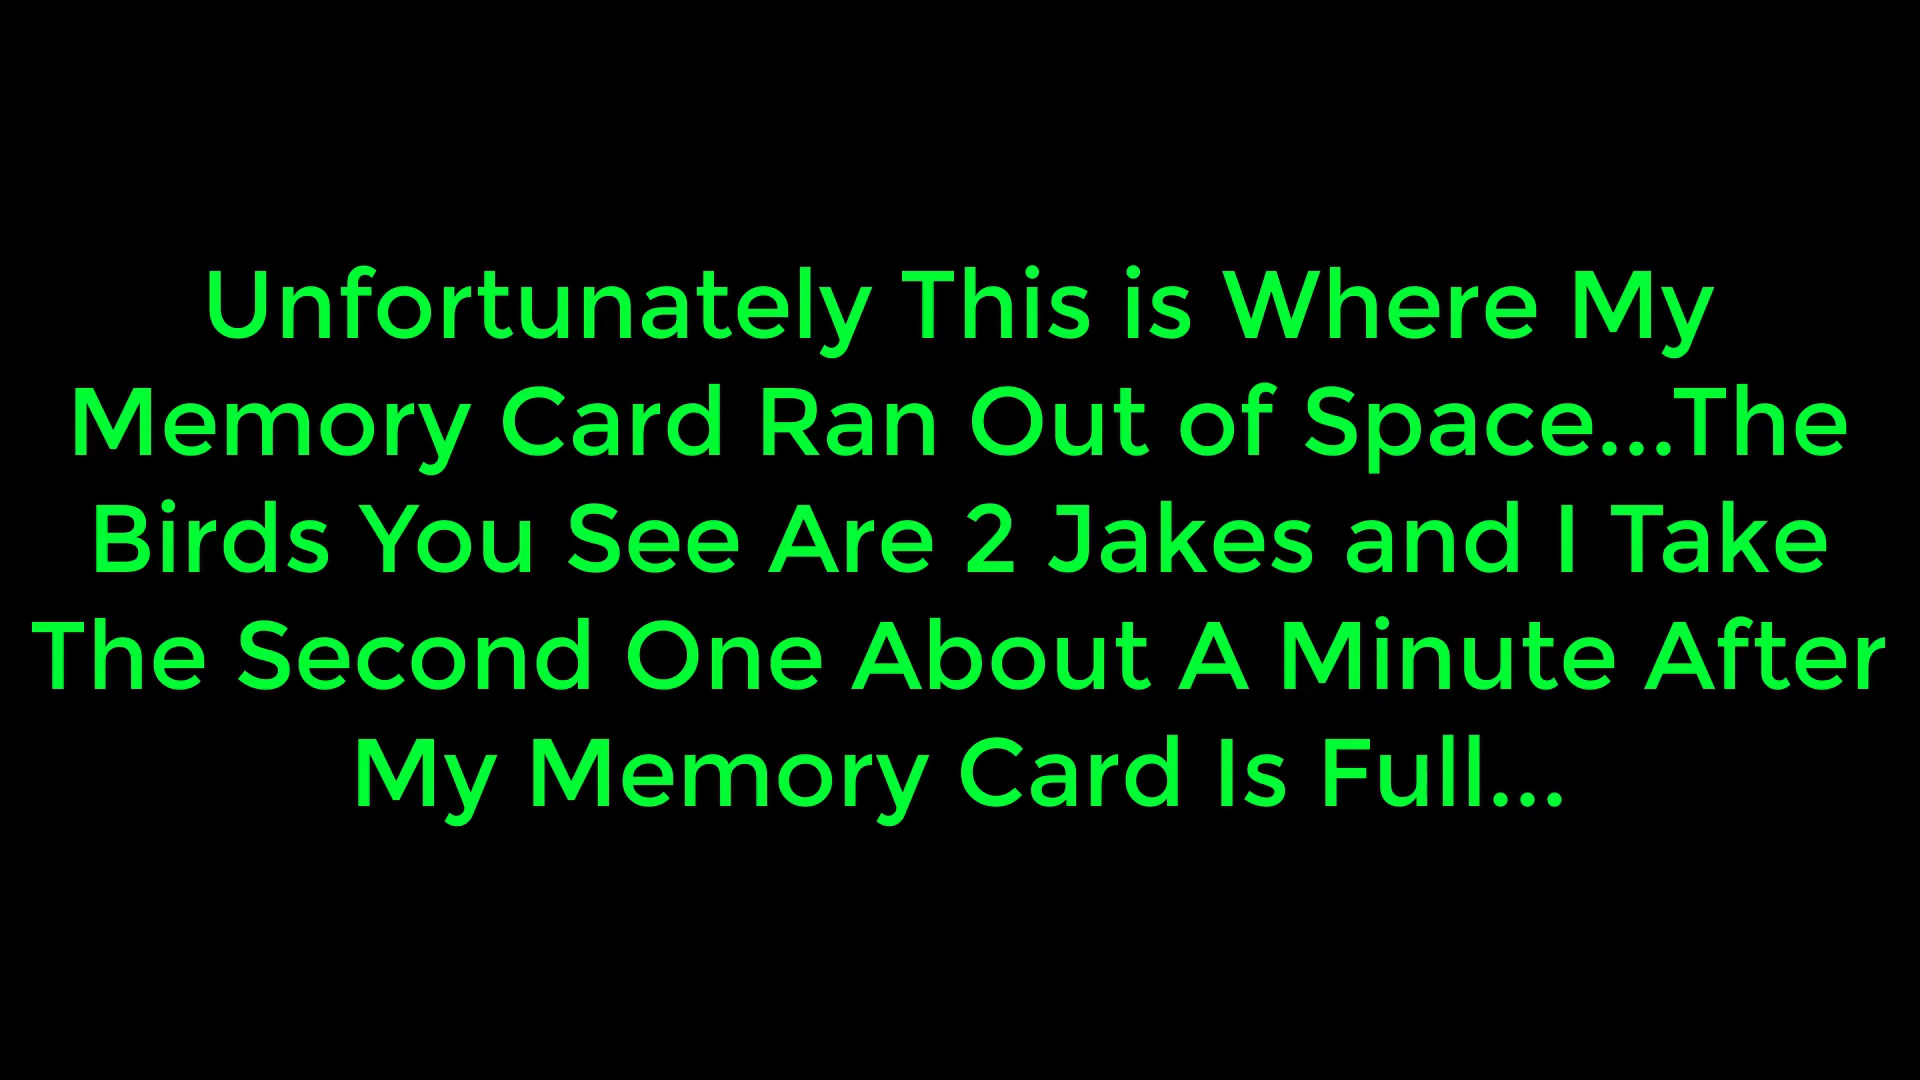 Unfortunately This is Where My
Memory Card Ran Out of Space...The
Birds You See Are 2 Jakes and I Take
The Second One About A Minute After
My Memory Card Is Full...